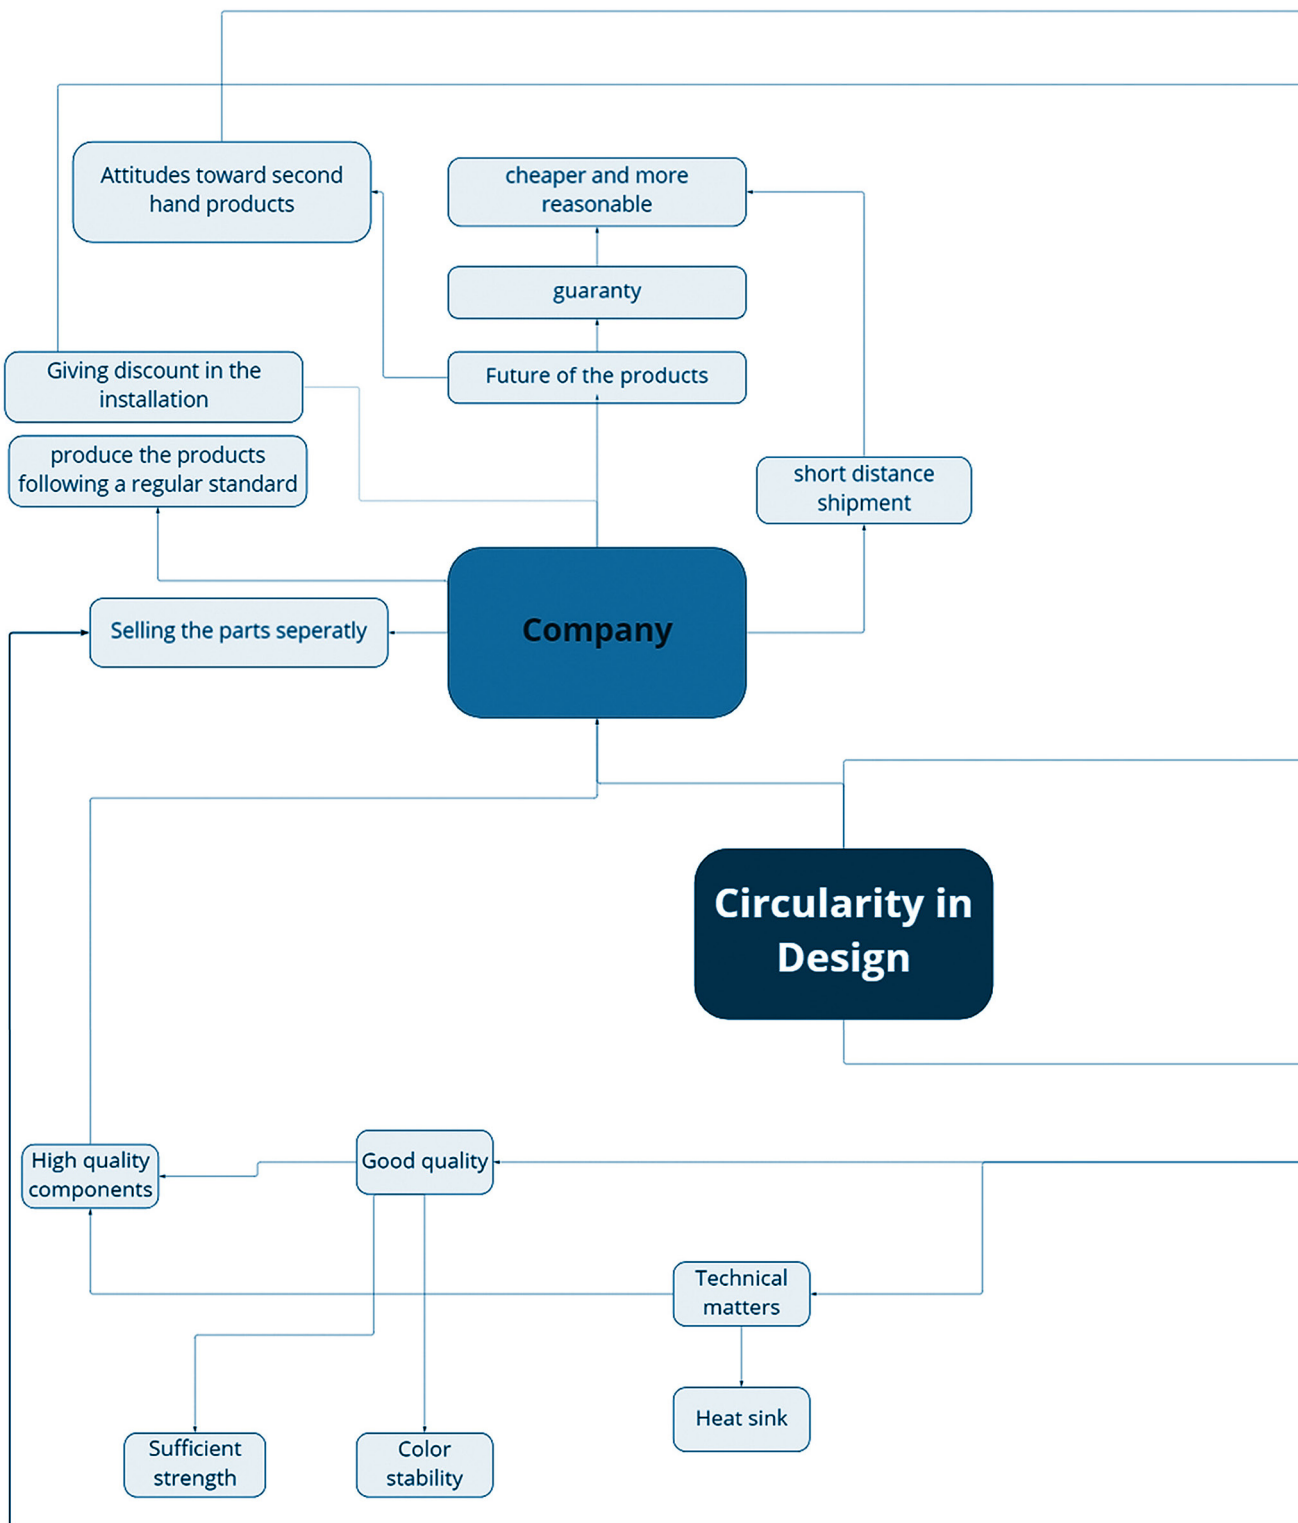 Attitudes toward second
hand products
cheaper and more
reasonable
guaranty
Future of the products
Giving discount in the
installation
produce the products
following a regular standard
short distance
shipment
Selling the parts seperatly
Company
Circularity in
Design
High quality
components
Good quality
Technical
matters
Heat sink
Sufficient
strength
Color
stability